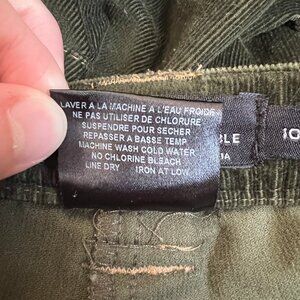 LAVER A LA MACHINE A L'EAU FROIDE
NE PAS UTILISER DE CHLORURE
SUSPENDRE POUR SECHER
REPASSER A BASSE TEMP
MACHINE WASH COLD WATER
NO CHLORINE BLEACH
LINE DRY IRON AT LOW